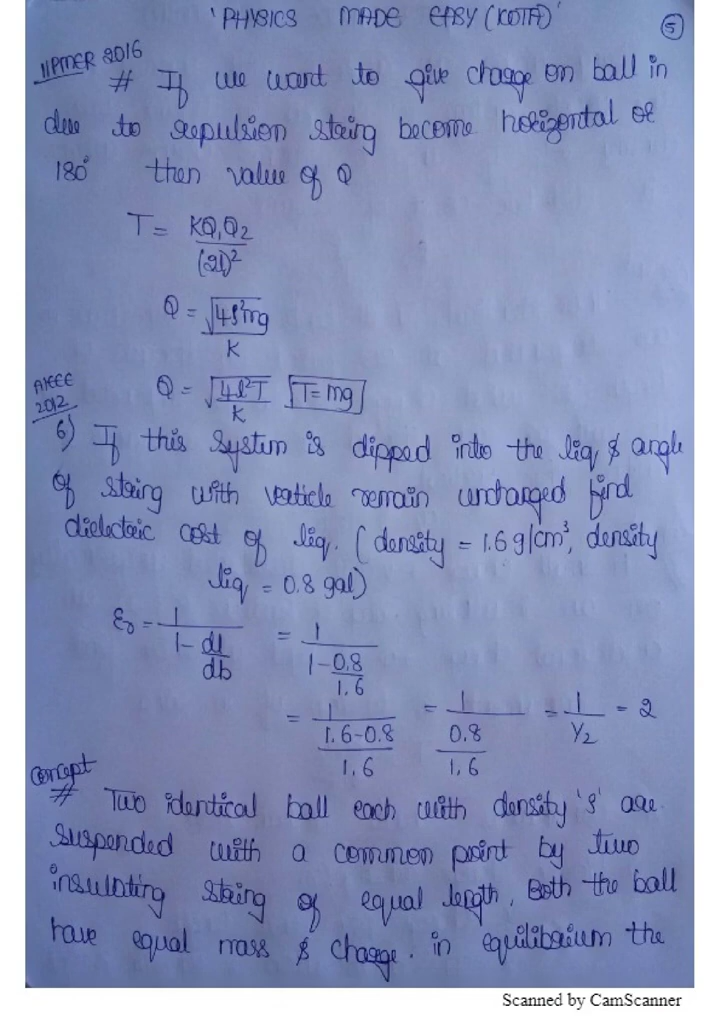 'PHYSICS MADE EASY (KOTA)' 5
JIPMER 2016
# If we want to give charge on ball in
due to repulsion string become horizontal or
180° then value of Q
T = KQ₁Q₂ / (2l)²
Q = √4l²mg / K
AIEEE 2012
Q = √4l²T / K [T = mg]
6) If this system is dipped into the liq & angle
of string with verticle remain unchanged find
dielectric cost of liq. (density = 1.6 g/cm³, density
liq = 0.8 gal)
ε₀ = 1 / (1 - dl/db) = 1 / (1 - 0.8/1.6)
= 1 / ((1.6-0.8)/1.6) = 1 / (0.8/1.6) = 1 / (1/2) = 2
Concept
# Two identical ball each with density 'ρ' are
suspended with a common point by two
insulating string of equal length, Both the ball
have equal mass & charge. in equilibrium the
Scanned by CamScanner